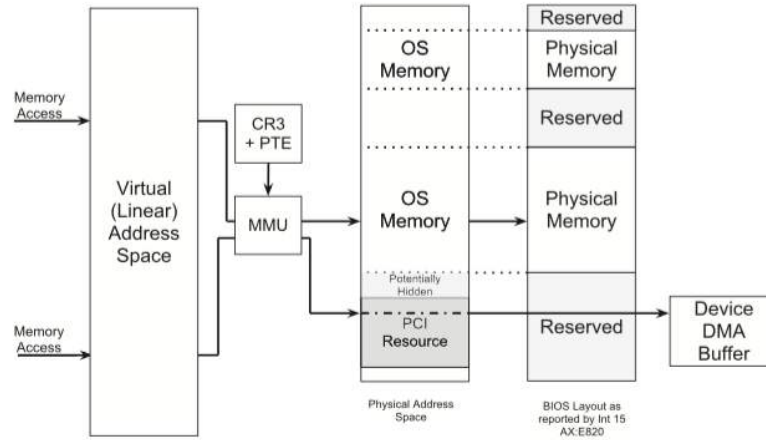 Memory
Access
Memory
Access
Virtual
(Linear)
Address
Space
CR3
+ PTE
MMU
OS
Memory
OS
Memory
Potentially
Hidden
PCI
Resource
Physical Address
Space
Reserved
Physical
Memory
Reserved
Physical
Memory
Reserved
BIOS Layout as
reported by Int 15
AX:E820
Device
DMA
Buffer